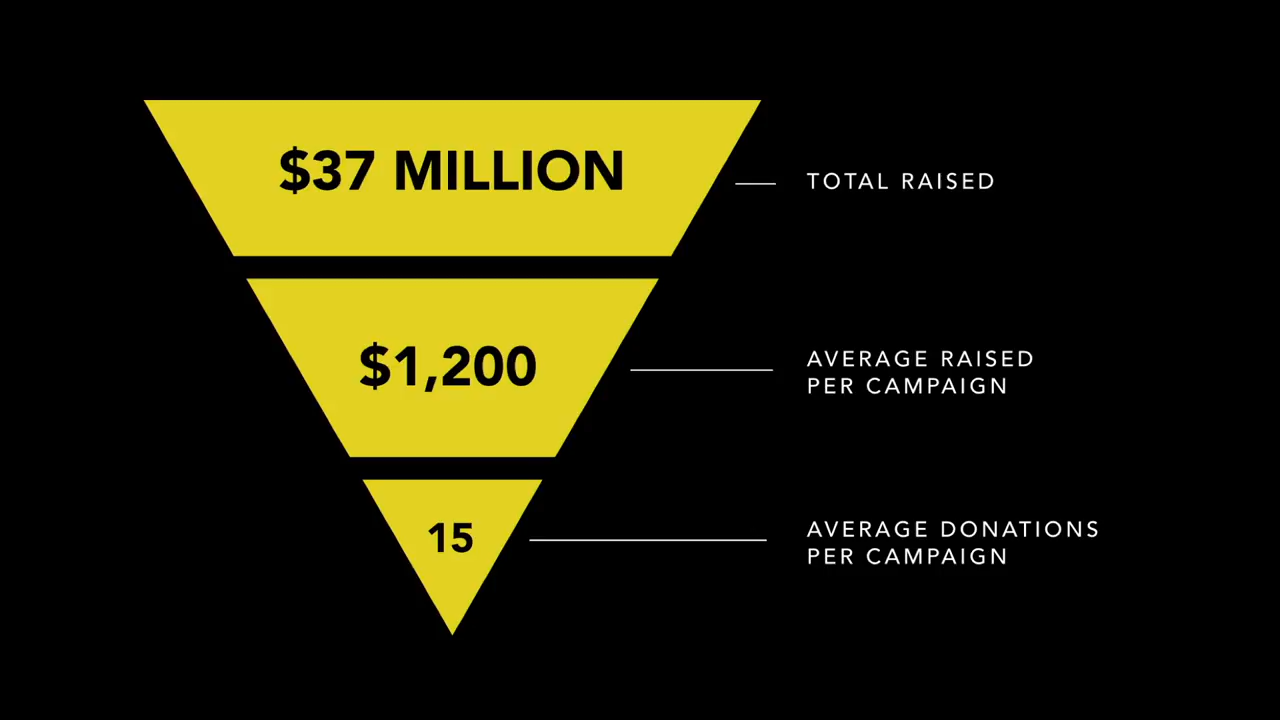 $37 MILLION
TOTAL RAISED
$1,200
AVERAGE RAISED
PER CAMPAIGN
15
AVERAGE DONATIONS
PER CAMPAIGN